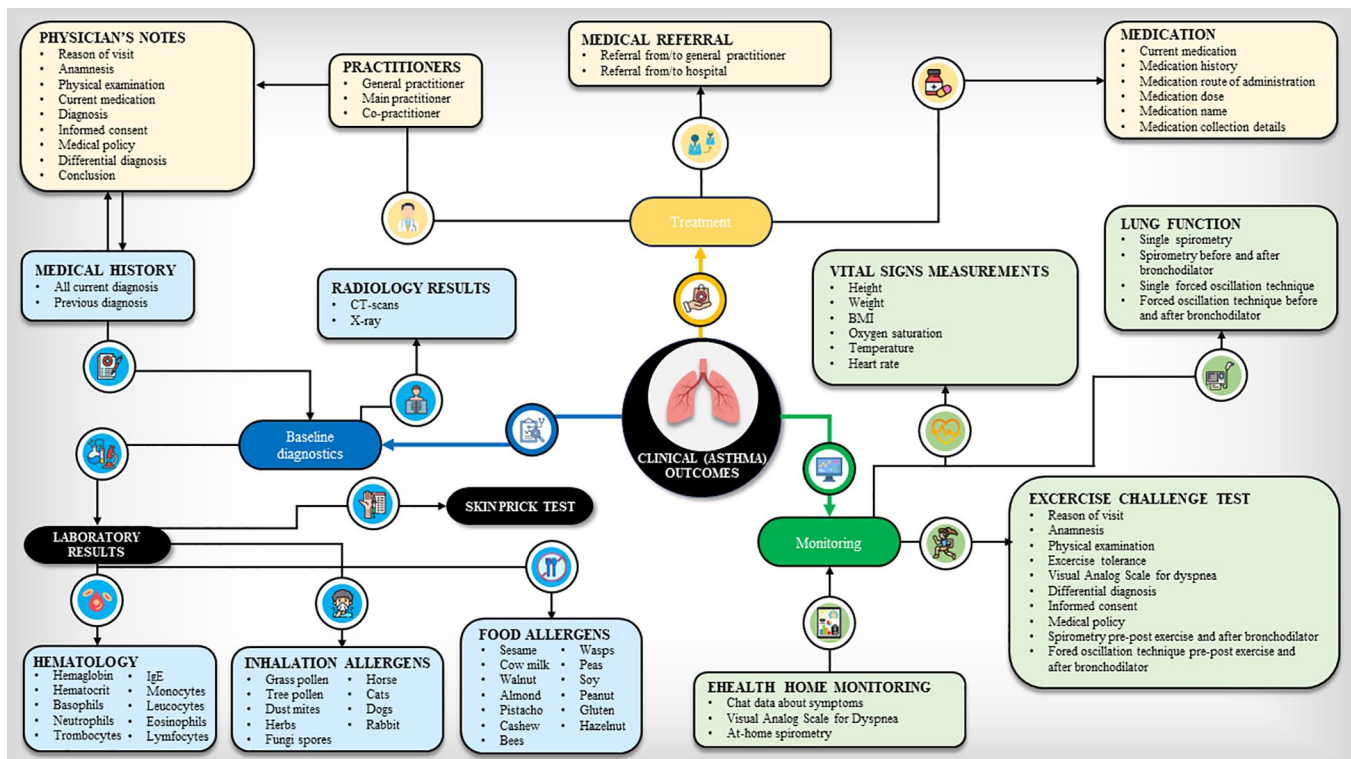 PHYSICIAN'S NOTES
Reason of visit
Anamnesis
Physical examination
Current medication
Diagnosis
Informed consent
Medical policy
Differential diagnosis
Conclusion
PRACTITIONERS
General practitioner
Main practitioner
Co-practitioner
MEDICAL REFERRAL
Referral from/to general practitioner
Referral from/to hospital
MEDICATION
Current medication
Medication history
Medication route of administration
Medication dose
Medication name
Medication collection details
Treatment
MEDICAL HISTORY
All current diagnosis
Previous diagnosis
RADIOLOGY RESULTS
CT-scans
X-ray
VITAL SIGNS MEASUREMENTS
Height
Weight
BMI
Oxygen saturation
Temperature
Heart rate
LUNG FUNCTION
Single spirometry
Spirometry before and after
bronchodilator
Single forced oscillation technique
Forced oscillation technique before
and after bronchodilator
Baseline
diagnostics
CLINICAL (ASTHMA)
OUTCOMES
SKIN PRICK TEST
LABORATORY
RESULTS
Monitoring
EXCERCISE CHALLENGE TEST
Reason of visit
Anamnesis
Physical examination
Excercise tolerance
Visual Analog Scale for dyspnea
Differential diagnosis
Informed consent
Medical policy
Spirometry pre-post exercise and after bronchodilator
Fored oscillation technique pre-post exercise and
after bronchodilator
HEMATOLOGY
Hemaglobin
Hematocrit
Basophils
Neutrophils
Trombocytes
IgE
Monocytes
Leucocytes
Eosinophils
Lymfocytes
INHALATION ALLERGENS
Grass pollen
Tree pollen
Dust mites
Herbs
Fungi spores
Horse
Cats
Dogs
Rabbit
FOOD ALLERGENS
Sesame
Cow milk
Walnut
Almond
Pistacho
Cashew
Bees
Wasps
Peas
Soy
Peanut
Gluten
Hazelnut
EHEALTH HOME MONITORING
Chat data about symptoms
Visual Analog Scale for Dyspnea
At-home spirometry